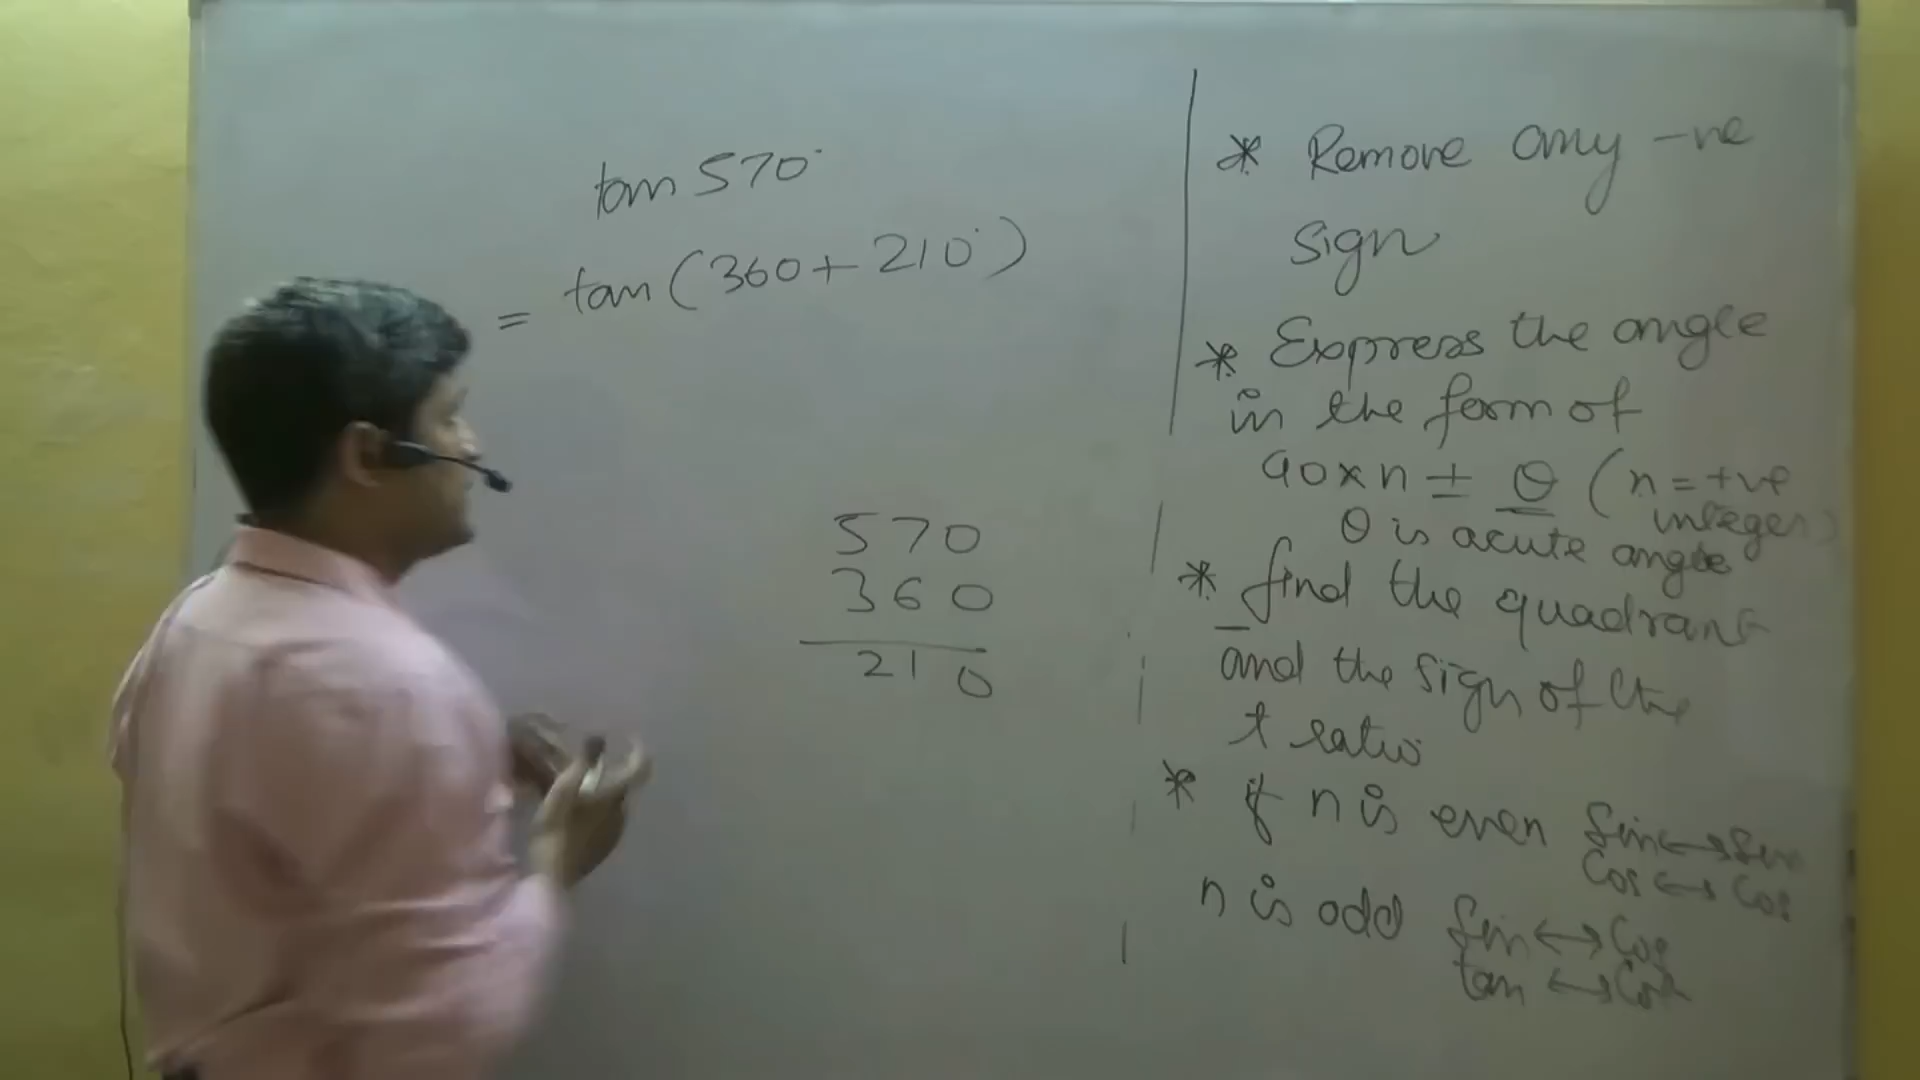 tan 570°
= tan (360 + 210°)
570
360
210
* Remove any -ve
sign
* Express the angle
in the form of
90 x n ± θ (n = +ve
integer)
θ is acute angle
* find the quadrant
and the sign of the
t ratio
* if n is even Sin ↔ Sin
Cos ↔ Cos
n is odd Sin ↔ Cos
tan ↔ Cot